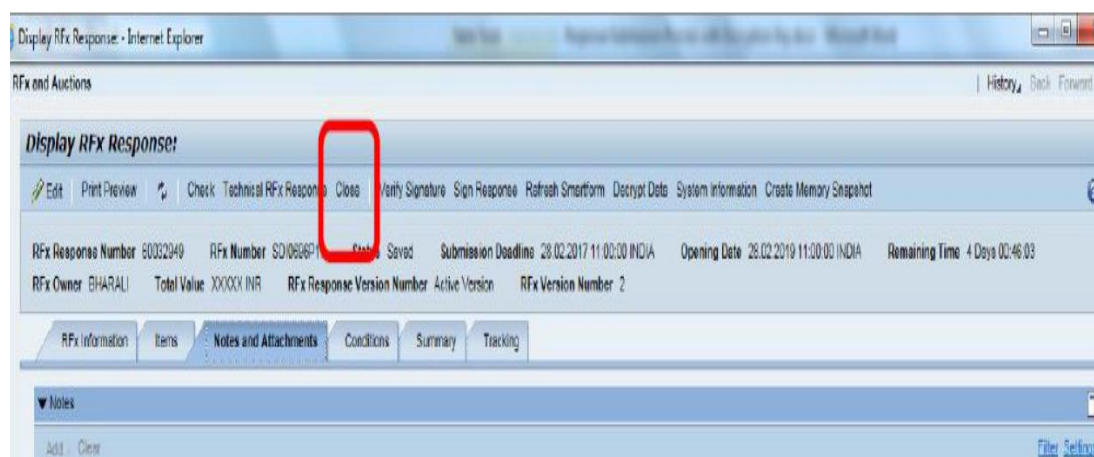 Display RFx Response: - Internet Explorer
RFx and Auctions | History Back Forward
Display RFx Response:
Edit Print Preview Check Technical RFx Response Close Verify Signature Sign Response Refresh Smartform Decrypt Data System Information Create Memory Snapshot
RFx Response Number 60032949 RFx Number SDI0696P1 Status Saved Submission Deadline 28.02.2017 11:00:00 INDIA Opening Date 28.02.2019 11:00:00 INDIA Remaining Time 4 Days 00:46:03
RFx Owner BHARALI Total Value XXXXX INR RFx Response Version Number Active Version RFx Version Number 2
RFx Information Items Notes and Attachments Conditions Summary Tracking
Notes
Add Clear Filter Settings